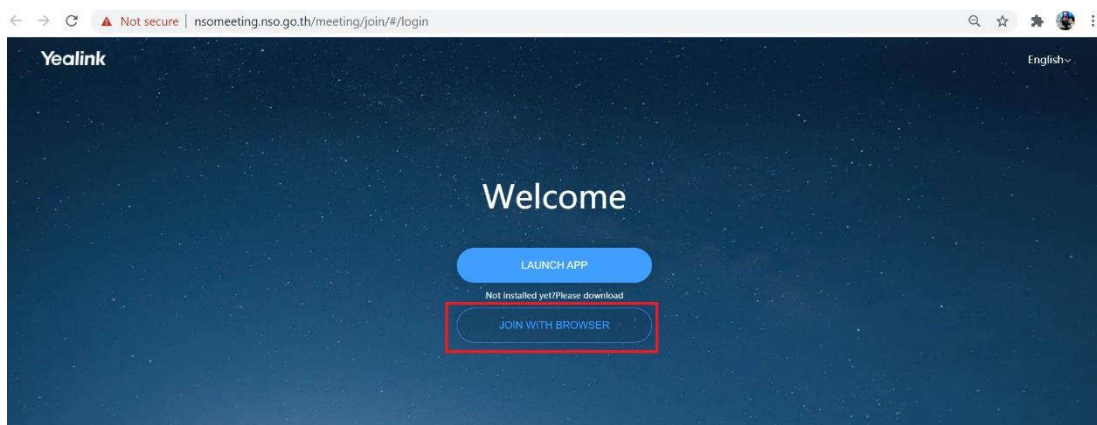 Not secure | nsomeeting.nso.go.th/meeting/join/#/login
Yealink
English
Welcome
LAUNCH APP
Not installed yet?Please download
JOIN WITH BROWSER